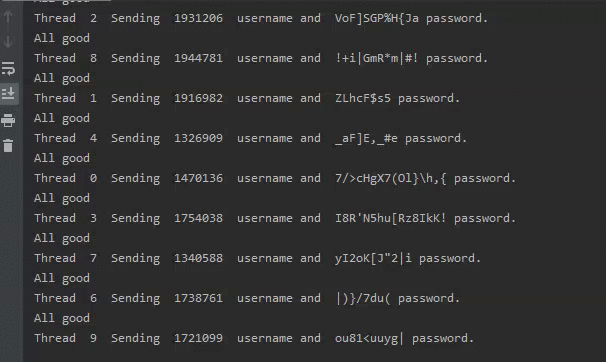 All good
Thread 2 Sending 1931206 username and VoF]SGP%H{Ja password.
All good
Thread 8 Sending 1944781 username and !+i|GmR*m|#! password.
All good
Thread 1 Sending 1916982 username and ZLhcF$s5 password.
All good
Thread 4 Sending 1326909 username and _aF]E,_#e password.
All good
Thread 0 Sending 1470136 username and 7/>cHgX7(Ol}\h,{ password.
All good
Thread 3 Sending 1754038 username and I8R'N5hu[Rz8IkK! password.
All good
Thread 7 Sending 1340588 username and yI2oK[J"2|i password.
All good
Thread 6 Sending 1738761 username and |)}/7du( password.
All good
Thread 9 Sending 1721099 username and ou81<uuyg| password.